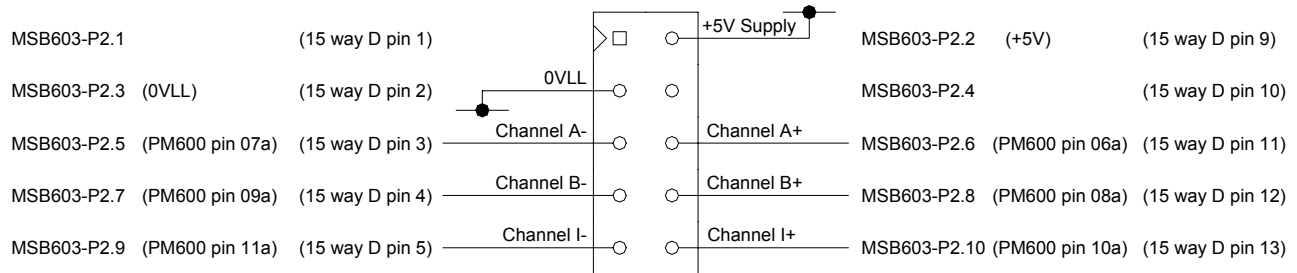 MSB603-P2.1 (15 way D pin 1) +5V Supply MSB603-P2.2 (+5V) (15 way D pin 9)
MSB603-P2.3 (0VLL) (15 way D pin 2) 0VLL MSB603-P2.4 (15 way D pin 10)
MSB603-P2.5 (PM600 pin 07a) (15 way D pin 3) Channel A- Channel A+ MSB603-P2.6 (PM600 pin 06a) (15 way D pin 11)
MSB603-P2.7 (PM600 pin 09a) (15 way D pin 4) Channel B- Channel B+ MSB603-P2.8 (PM600 pin 08a) (15 way D pin 12)
MSB603-P2.9 (PM600 pin 11a) (15 way D pin 5) Channel I- Channel I+ MSB603-P2.10 (PM600 pin 10a) (15 way D pin 13)